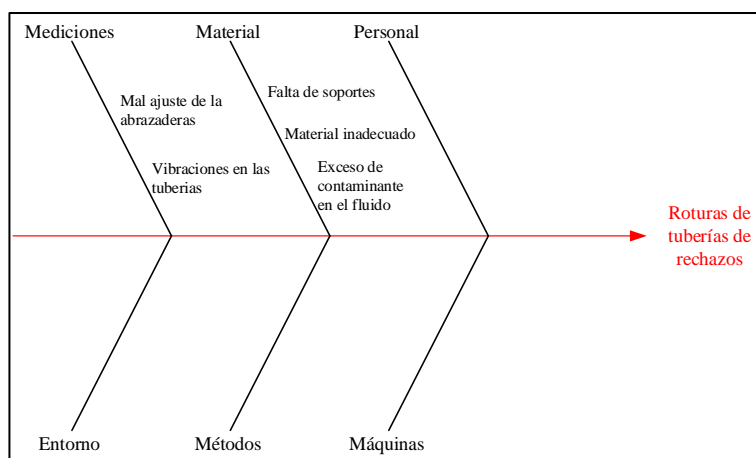 Mediciones
Material
Personal
Mal ajuste de la
abrazaderas
Vibraciones en las
tuberias
Falta de soportes
Material inadecuado
Exceso de
contaminante
en el fluido
Roturas de
tuberías de
rechazos
Entorno
Métodos
Máquinas